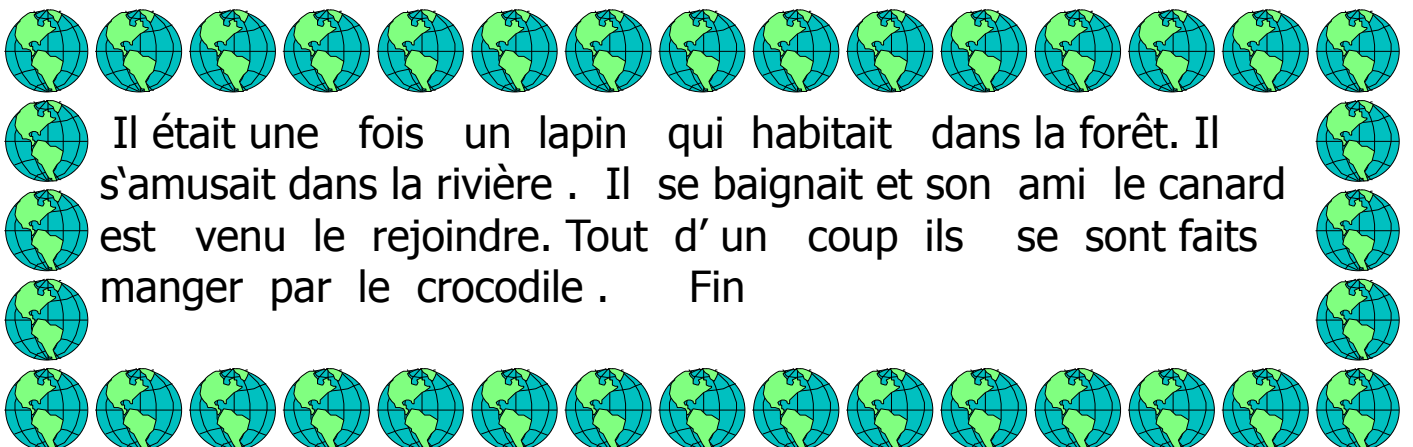 Il était une fois un lapin qui habitait dans la forêt. Il
s‘amusait dans la rivière . Il se baignait et son ami le canard
est venu le rejoindre. Tout d’ un coup ils se sont faits
manger par le crocodile . Fin